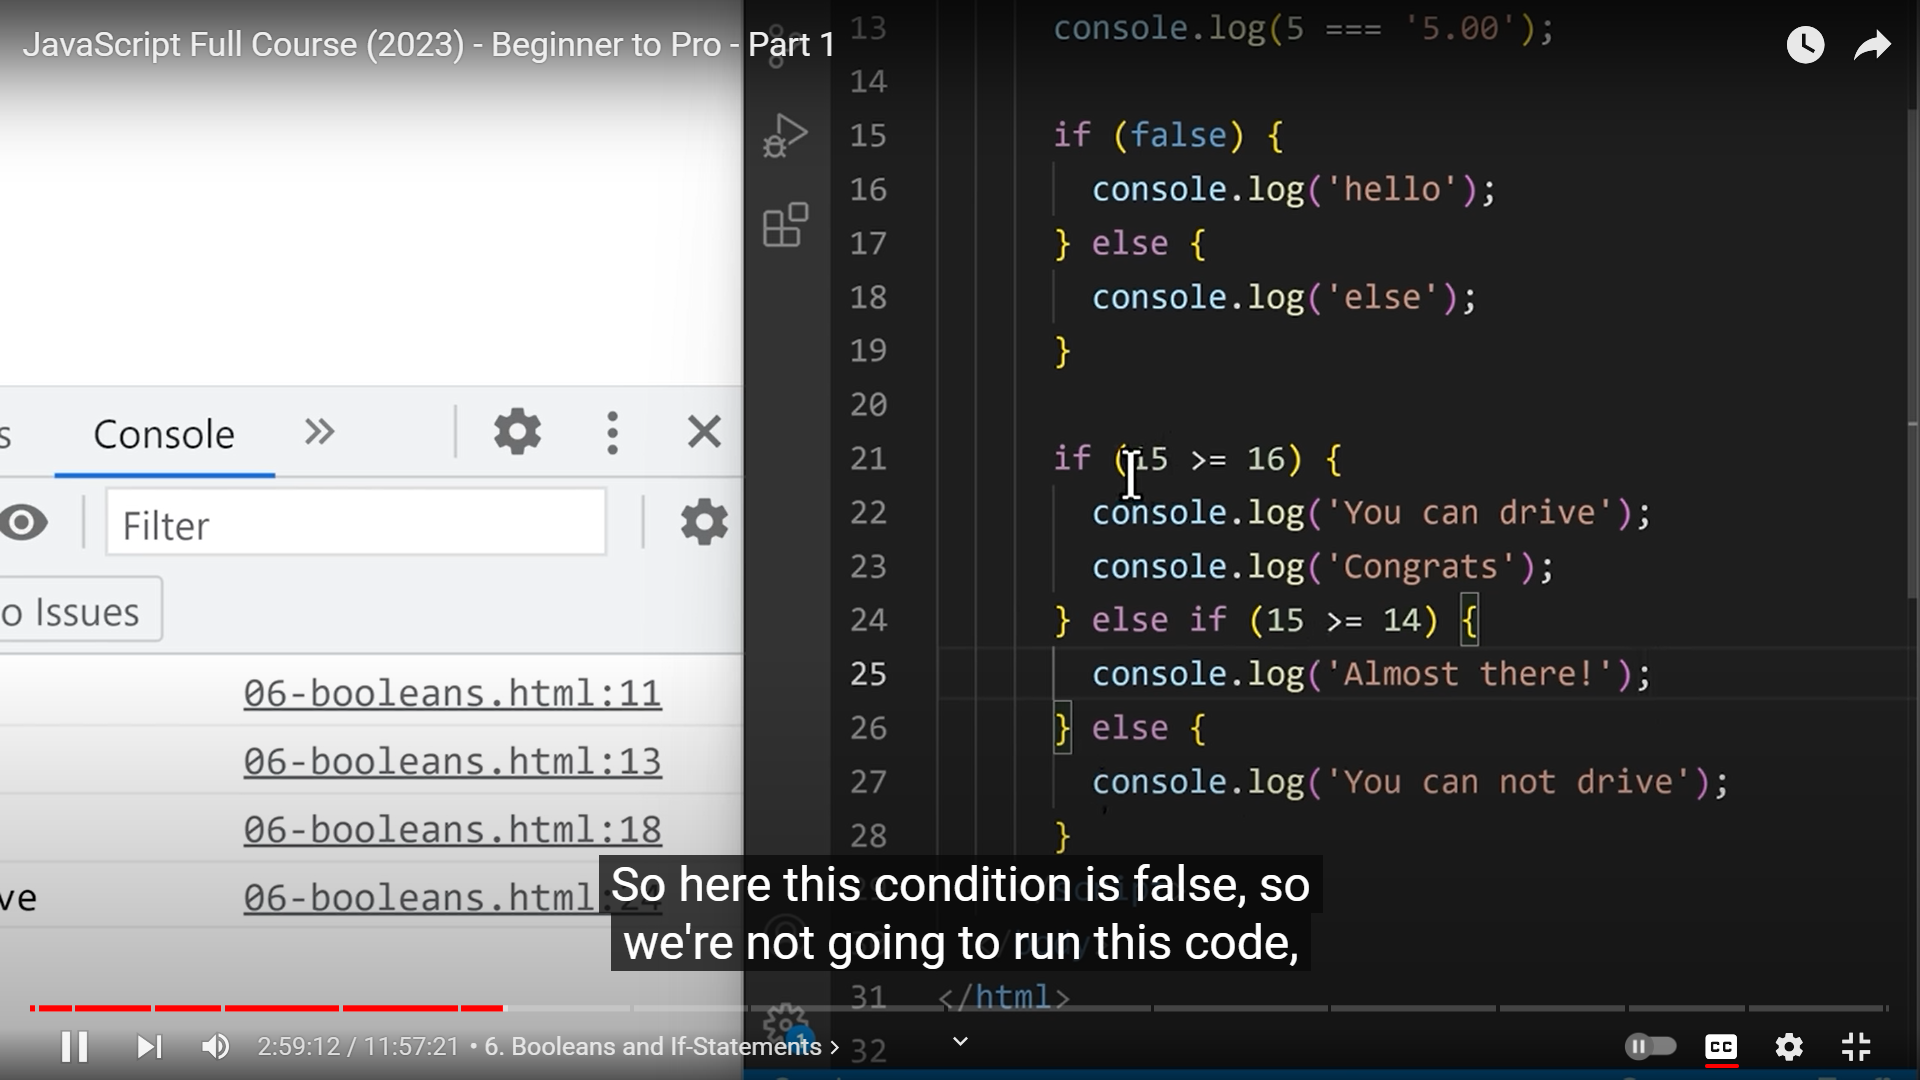 JavaScript Full Course (2023) - Beginner to Pro - Part 1
s Console
Filter
o Issues
06-booleans.html:11
06-booleans.html:13
06-booleans.html:18
ve 06-booleans.html:24
13 console.log(5 === '5.00');
14
15 if (false) {
16 console.log('hello');
17 } else {
18 console.log('else');
19 }
20
21 if (15 >= 16) {
22 console.log('You can drive');
23 console.log('Congrats');
24 } else if (15 >= 14) {
25 console.log('Almost there!');
26 } else {
27 console.log('You can not drive');
28 }
31 </html>
32
So here this condition is false, so
we're not going to run this code,
2:59:12 / 11:57:21 • 6. Booleans and If-Statements
1
CC